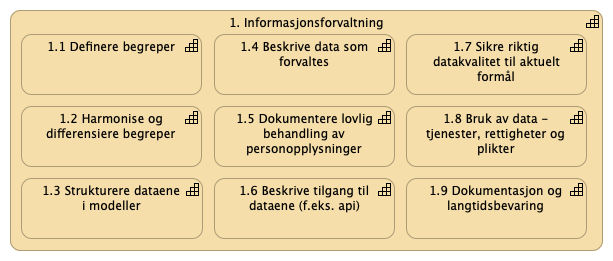 1. Informasjonsforvaltning
1.1 Definere begreper
1.4 Beskrive data som
forvaltes
1.7 Sikre riktig
datakvalitet til aktuelt
formål
1.2 Harmonise og
differensiere begreper
1.5 Dokumentere lovlig
behandling av
personopplysninger
1.8 Bruk av data –
tjenester, rettigheter og
plikter
1.3 Strukturere dataene
i modeller
1.6 Beskrive tilgang til
dataene (f.eks. api)
1.9 Dokumentasjon og
langtidsbevaring